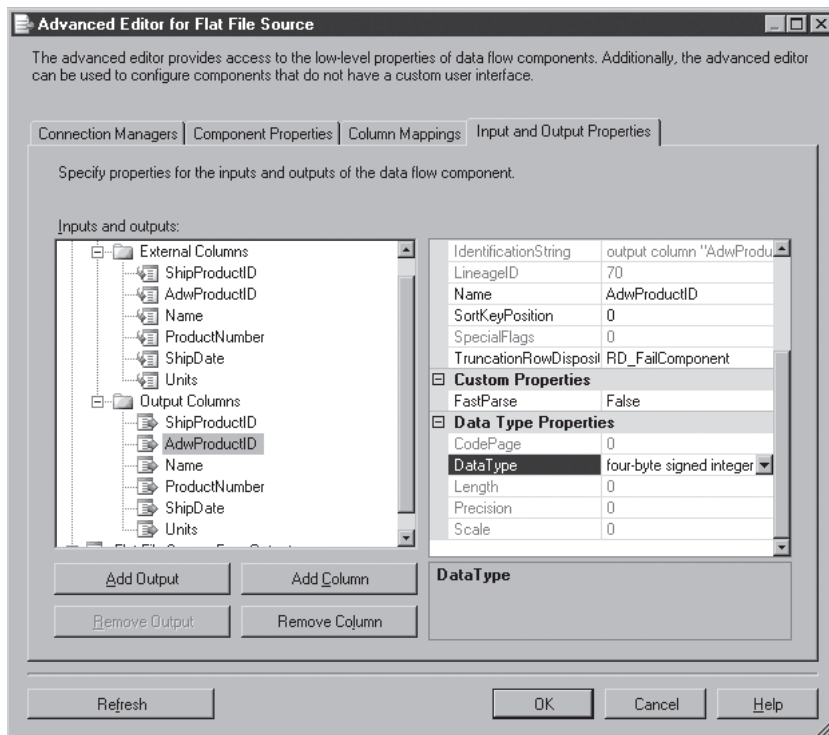 Advanced Editor for Flat File Source
The advanced editor provides access to the low-level properties of data flow components. Additionally, the advanced editor
can be used to configure components that do not have a custom user interface.
Connection Managers Component Properties Column Mappings Input and Output Properties
Specify properties for the inputs and outputs of the data flow component.
Inputs and outputs:
External Columns
ShipProductID
AdwProductID
Name
ProductNumber
ShipDate
Units
Output Columns
ShipProductID
AdwProductID
Name
ProductNumber
ShipDate
Units
IdentificationString output column "AdwProdu
LineageID 70
Name AdwProductID
SortKeyPosition 0
SpecialFlags 0
TruncationRowDisposit RD_FailComponent
Custom Properties
FastParse False
Data Type Properties
CodePage 0
DataType four-byte signed integer
Length 0
Precision 0
Scale 0
Add Output Add Column
Remove Output Remove Column
DataType
Refresh OK Cancel Help